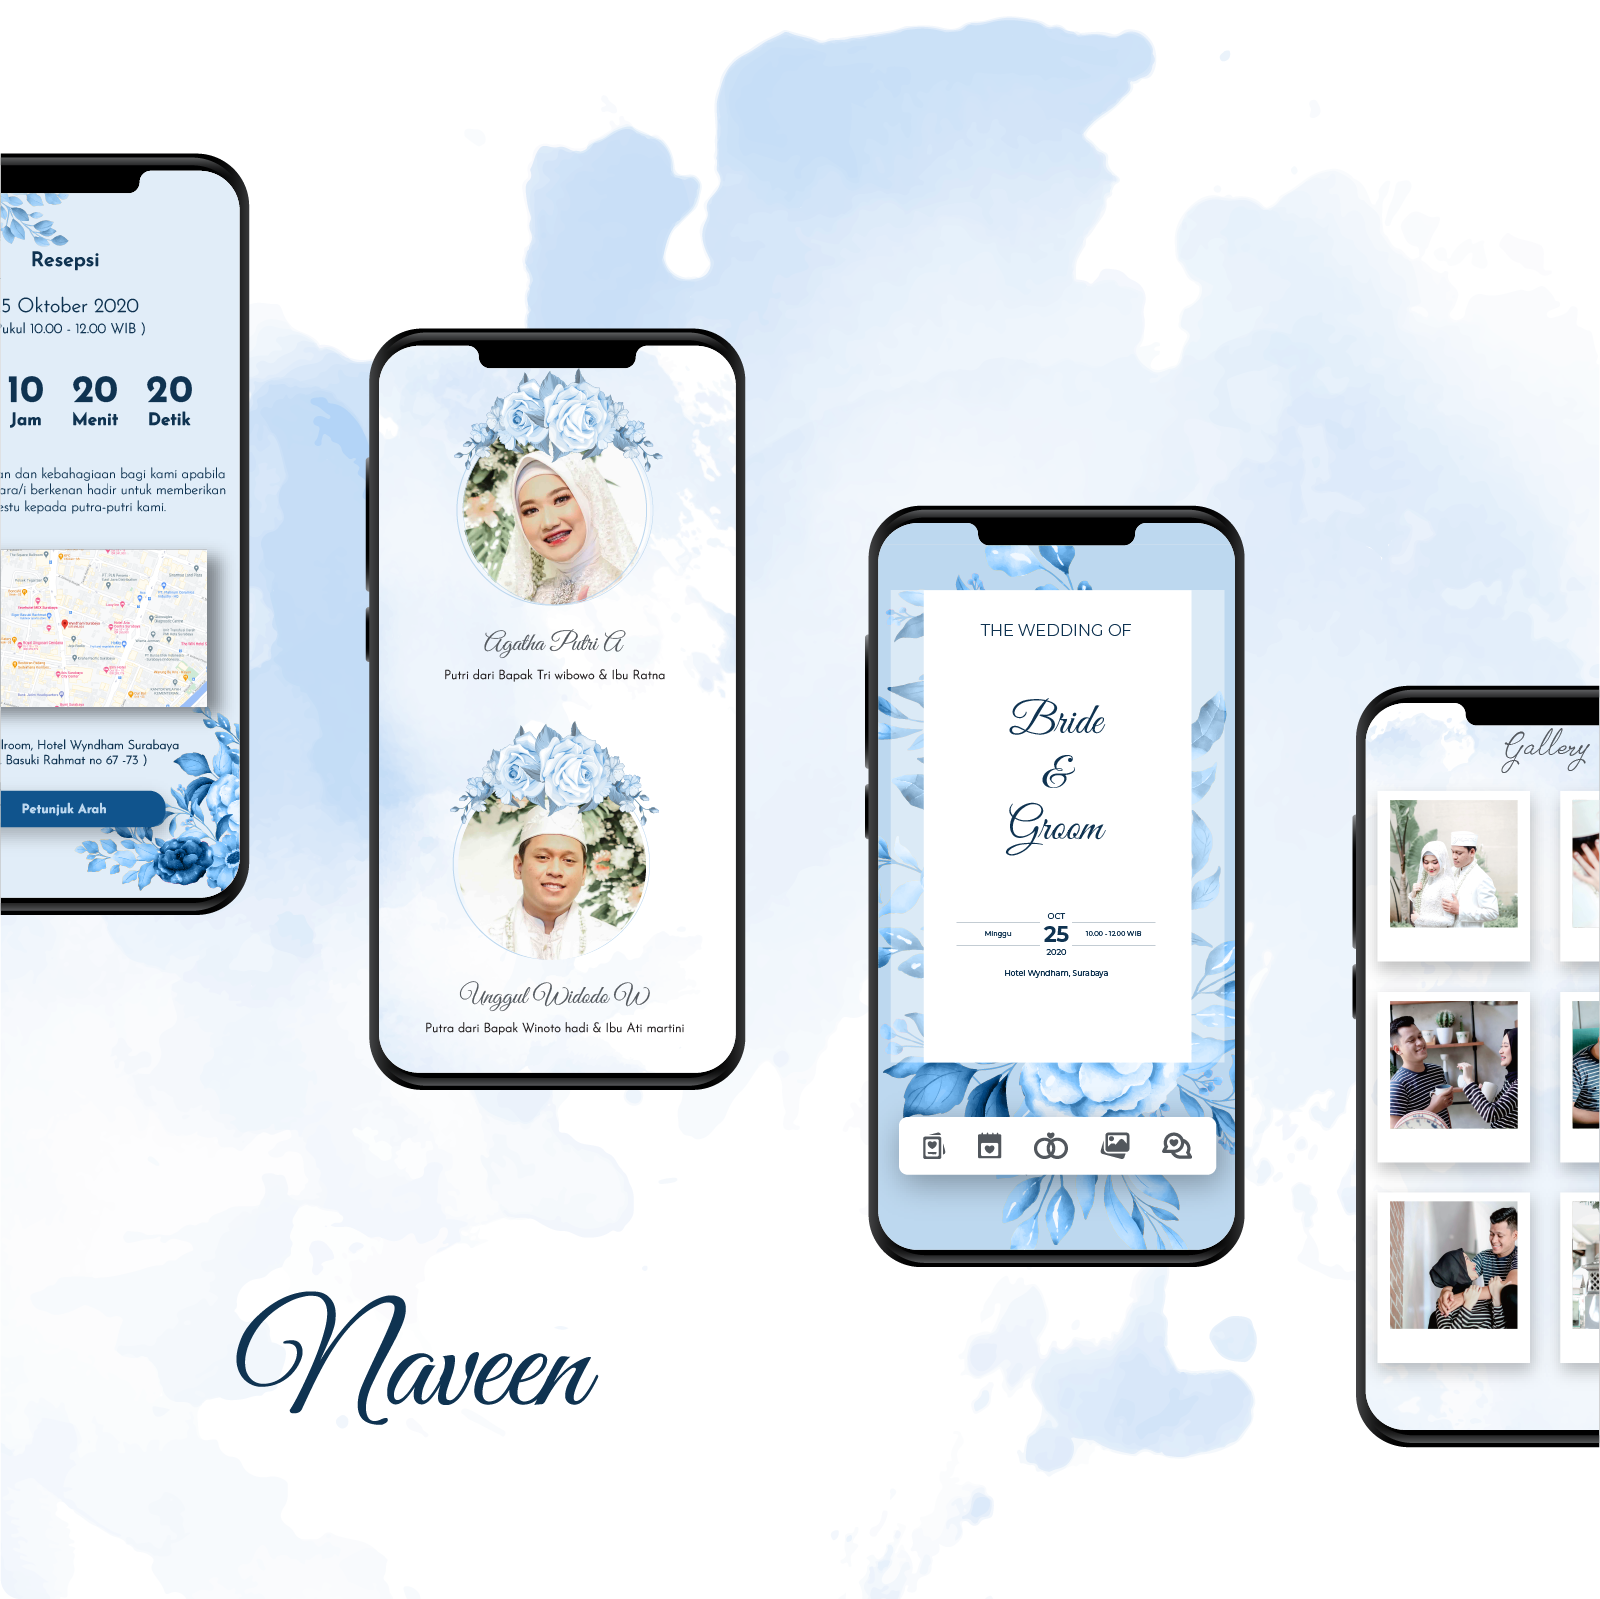 Resepsi
5 Oktober 2020
ukul 10.00 - 12.00 WIB )
10 20 20
Jam Menit Detik
an dan kebahagiaan bagi kami apabila
ara/i berkenan hadir untuk memberikan
estu kepada putra-putri kami.
lroom, Hotel Wyndham Surabaya
. Basuki Rahmat no 67 -73 )
Petunjuk Arah
Agatha Putri A
Putri dari Bapak Tri wibowo & Ibu Ratna
Unggul Widodo W
Putra dari Bapak Winoto hadi & Ibu Ati martini
THE WEDDING OF
Bride
&
Groom
OCT
Minggu 25 10.00 - 12.00 WIB
2020
Hotel Wyndham, Surabaya
Gallery
Naveen